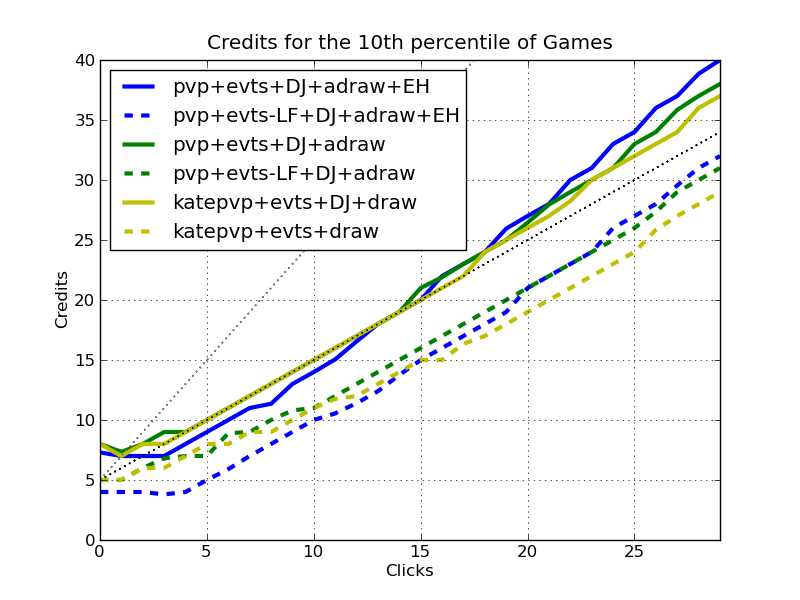 Credits for the 10th percentile of Games
pvp+evts+DJ+adraw+EH
pvp+evts-LF+DJ+adraw+EH
pvp+evts+DJ+adraw
pvp+evts-LF+DJ+adraw
katepvp+evts+DJ+draw
katepvp+evts+draw
Credits
40
35
30
25
20
15
10
5
0
0 5 10 15 20 25
Clicks